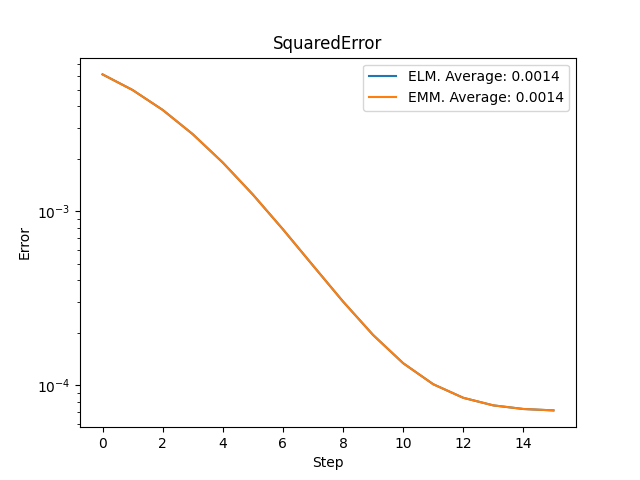 SquaredError
ELM. Average: 0.0014
EMM. Average: 0.0014
Error
10⁻³
10⁻⁴
0 2 4 6 8 10 12 14
Step